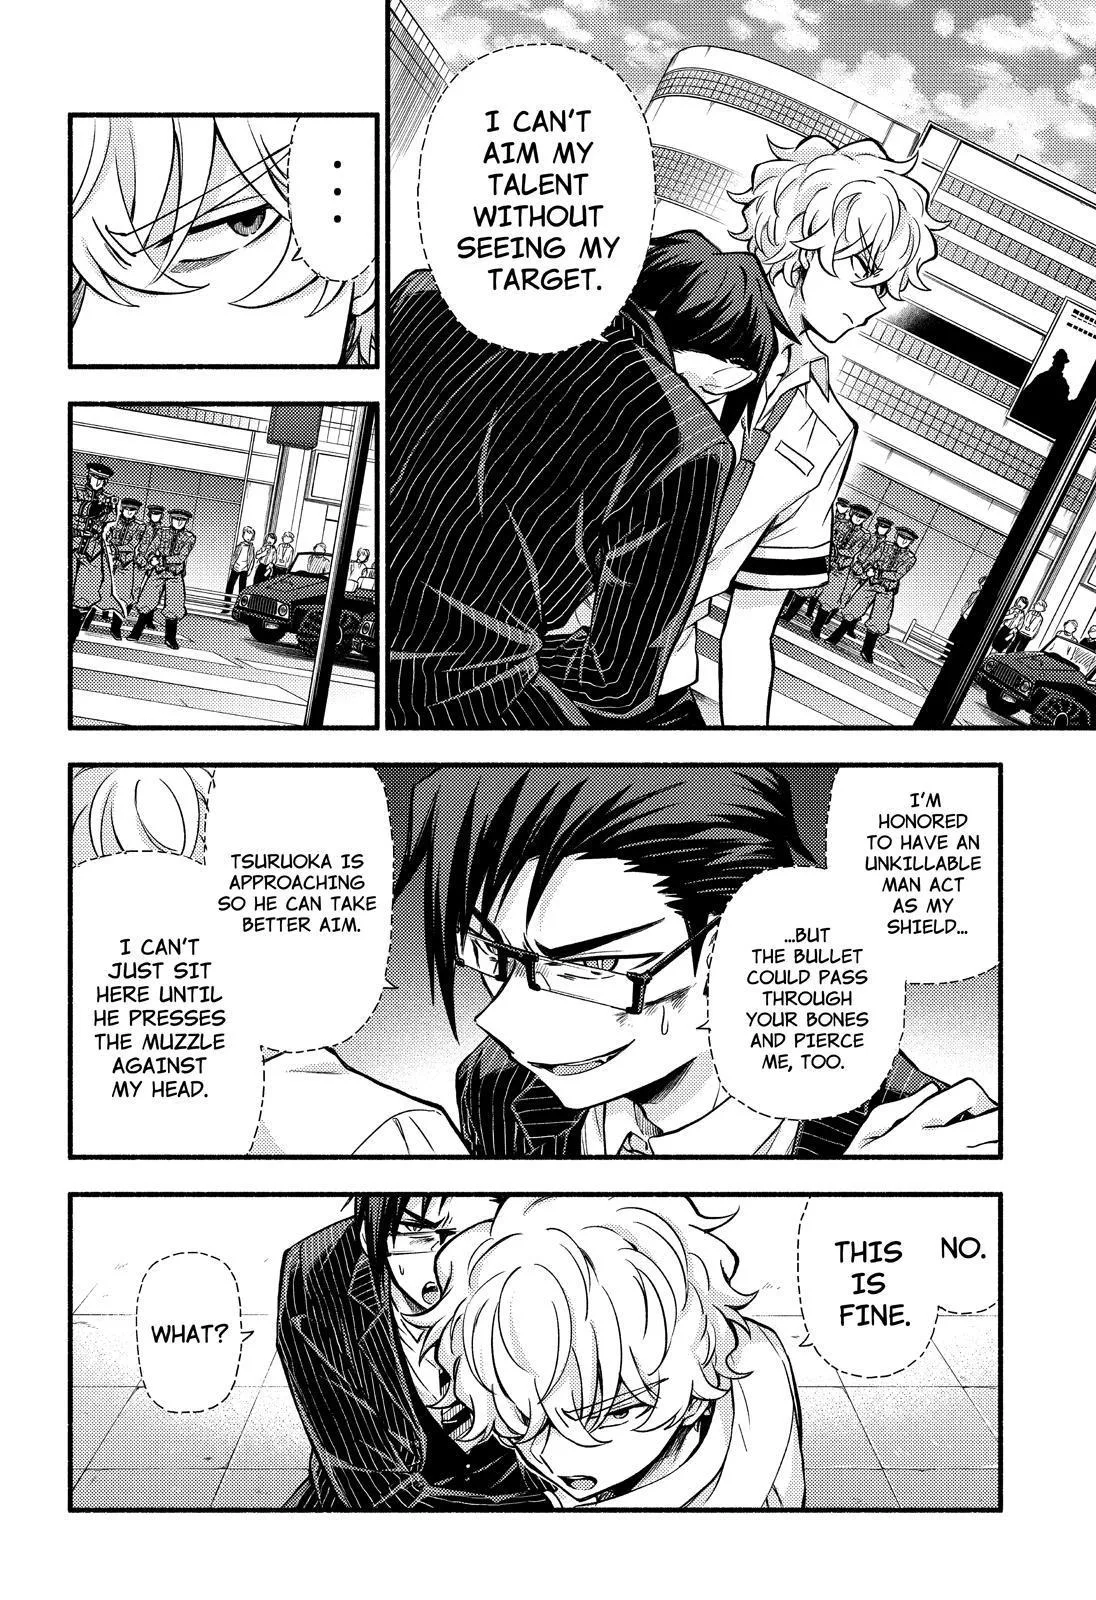 I CAN'T
AIM MY
TALENT
WITHOUT
SEEING MY
TARGET.
...
I'M
HONORED
TO HAVE AN
UNKILLABLE
MAN ACT
AS MY
SHIELD...
...BUT
THE BULLET
COULD PASS
THROUGH
YOUR BONES
AND PIERCE
ME, TOO.
TSURUOKA IS
APPROACHING
SO HE CAN TAKE
BETTER AIM.
I CAN'T
JUST SIT
HERE UNTIL
HE PRESSES
THE MUZZLE
AGAINST
MY HEAD.
NO.
THIS
IS
FINE.
WHAT?